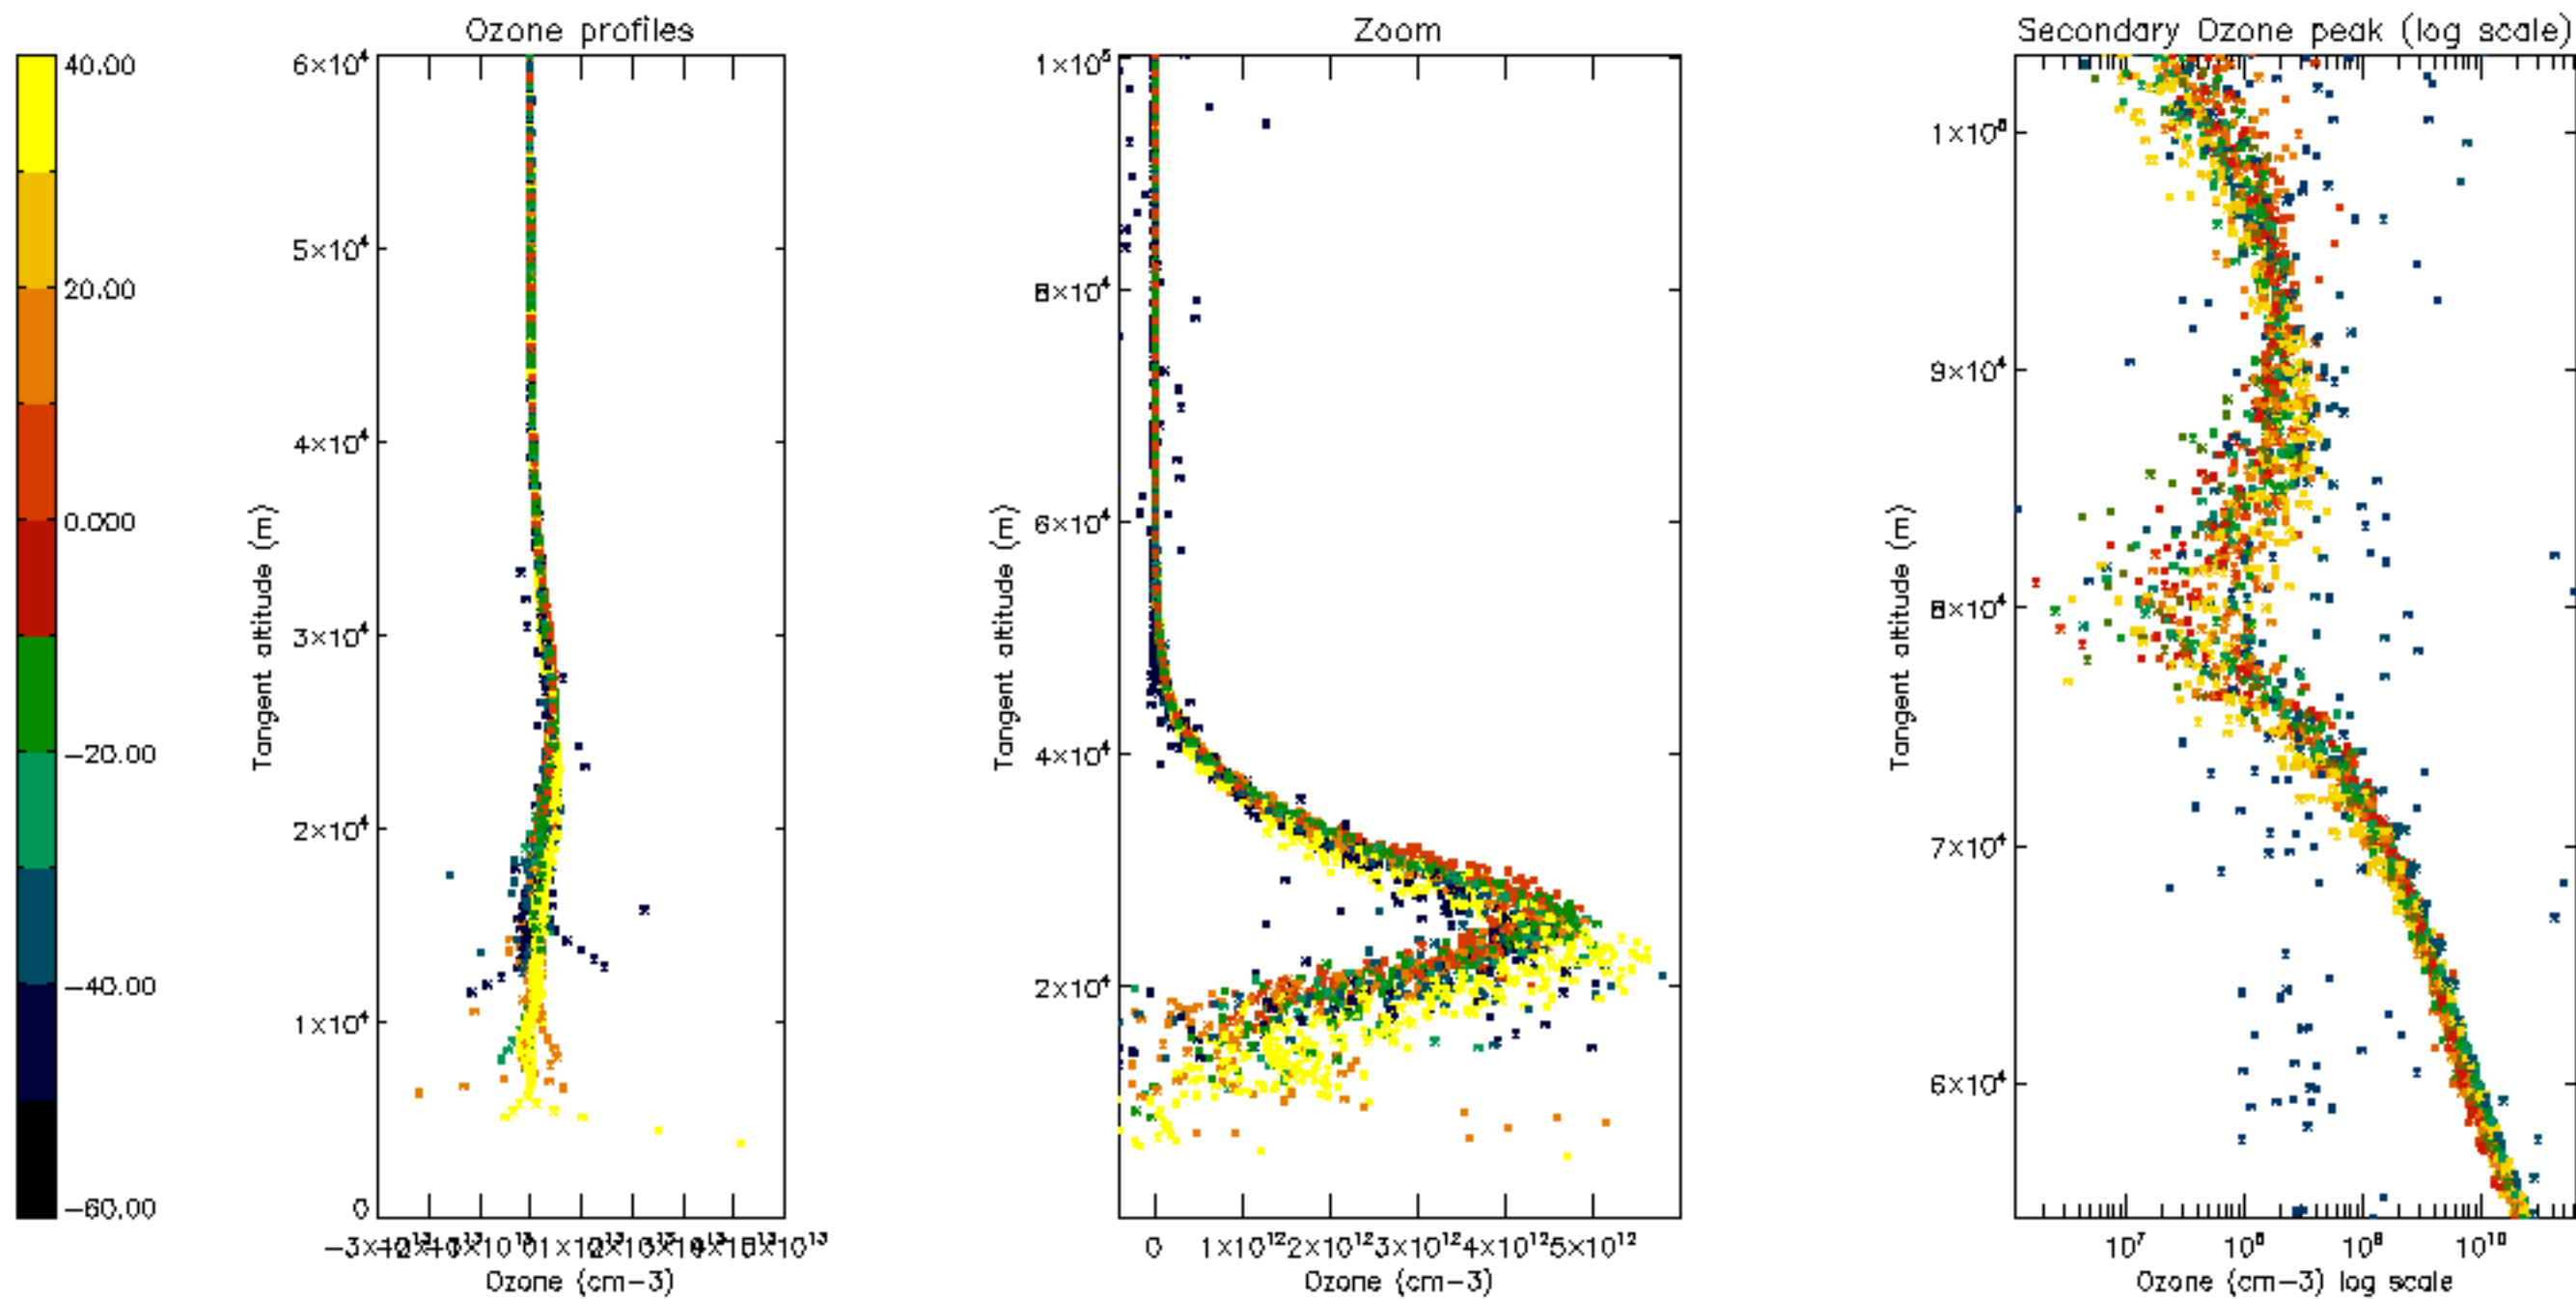 Ozone profiles
Zoom
Secondary Ozone peak (log scale)
40.00
20.00
0.000
−20.00
−40.00
−60.00
6×10⁴
5×10⁴
4×10⁴
3×10⁴
2×10⁴
1×10⁴
0
Tangent altitude (m)
Ozone (cm−3)
1×10⁵
8×10⁴
6×10⁴
4×10⁴
2×10⁴
Tangent altitude (m)
0 1×10¹² 2×10¹² 3×10¹² 4×10¹² 5×10¹²
Ozone (cm−3)
9×10⁴
8×10⁴
7×10⁴
6×10⁴
Tangent altitude (m)
10⁷ 10⁸ 10⁹ 10¹⁰
Ozone (cm−3) log scale